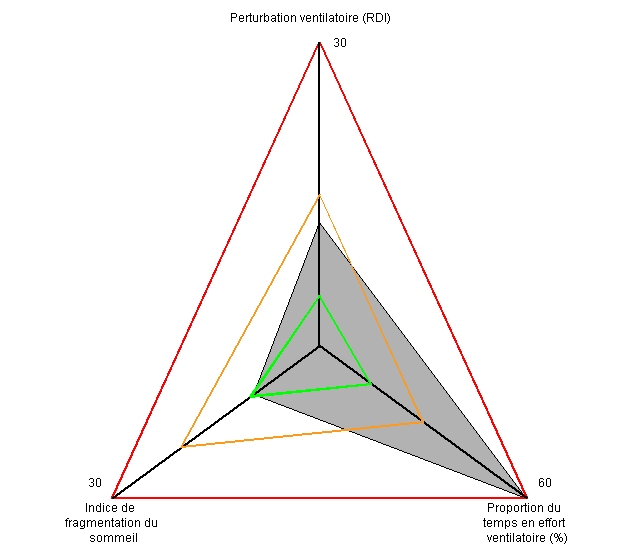 Perturbation ventilatoire (RDI)
30
30
60
Indice de
fragmentation du
sommeil
Proportion du
temps en effort
ventilatoire (%)